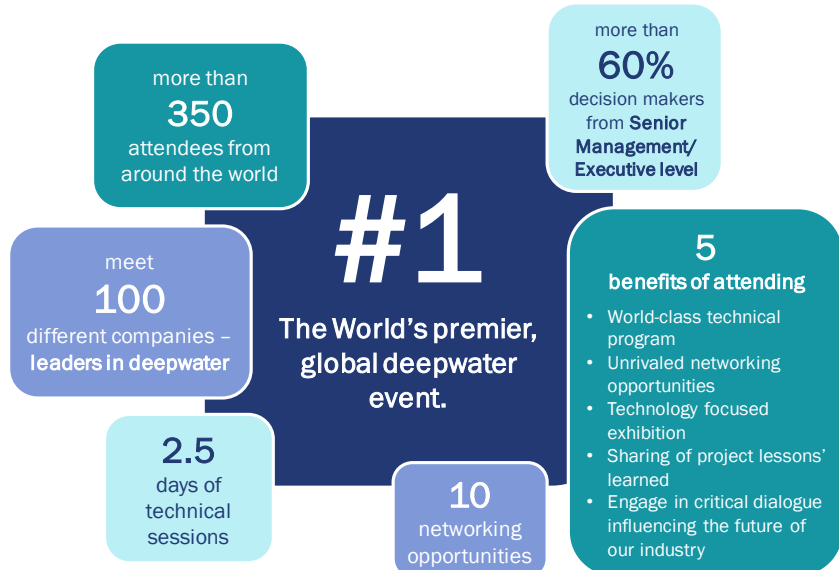 more than
350
attendees from
around the world
more than
60%
decision makers
from Senior
Management/
Executive level
#1
The World's premier,
global deepwater
event.
meet
100
different companies –
leaders in deepwater
5
benefits of attending
• World-class technical
program
• Unrivaled networking
opportunities
• Technology focused
exhibition
• Sharing of project lessons'
learned
• Engage in critical dialogue
influencing the future of
our industry
2.5
days of
technical
sessions
10
networking
opportunities